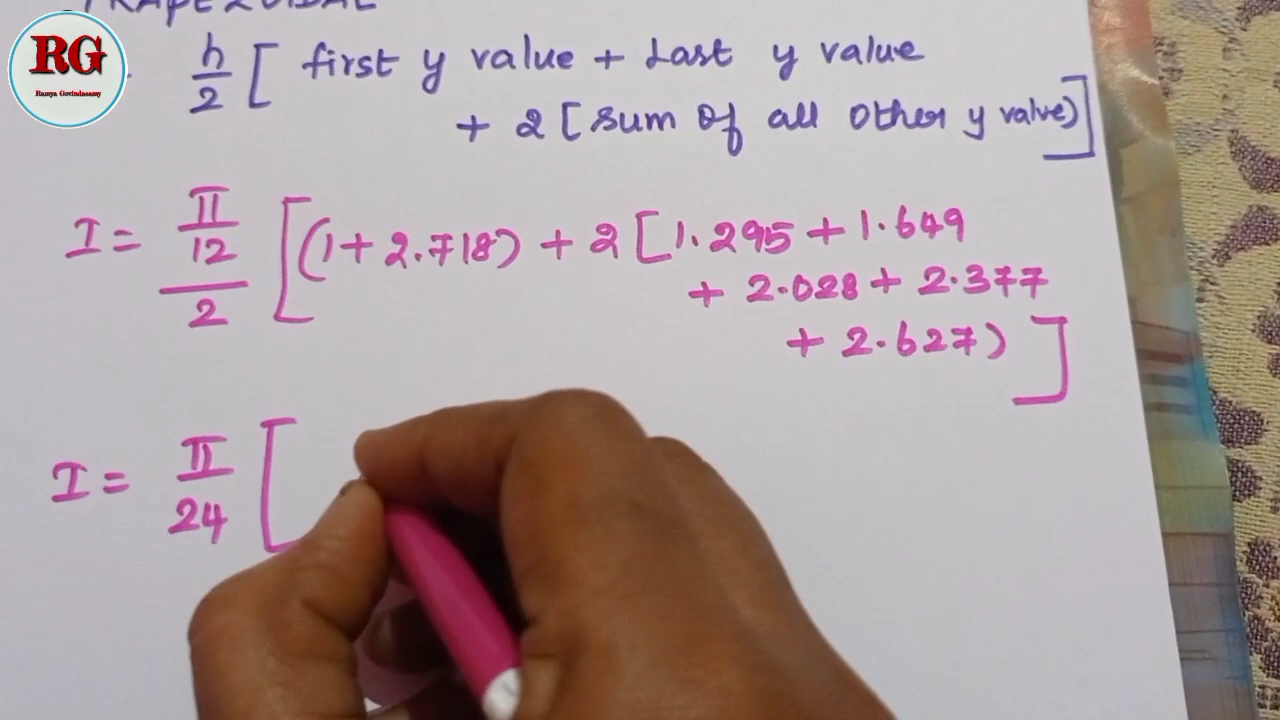 TRAPEZOIDAL
RG
Ramya Govindasamy
h/2 [ first y value + Last y value
+ 2 [ Sum of all other y value) ]
I = π/12/2 [ (1 + 2.718) + 2 [ 1.295 + 1.649
+ 2.028 + 2.377
+ 2.627) ]
I = π/24 [